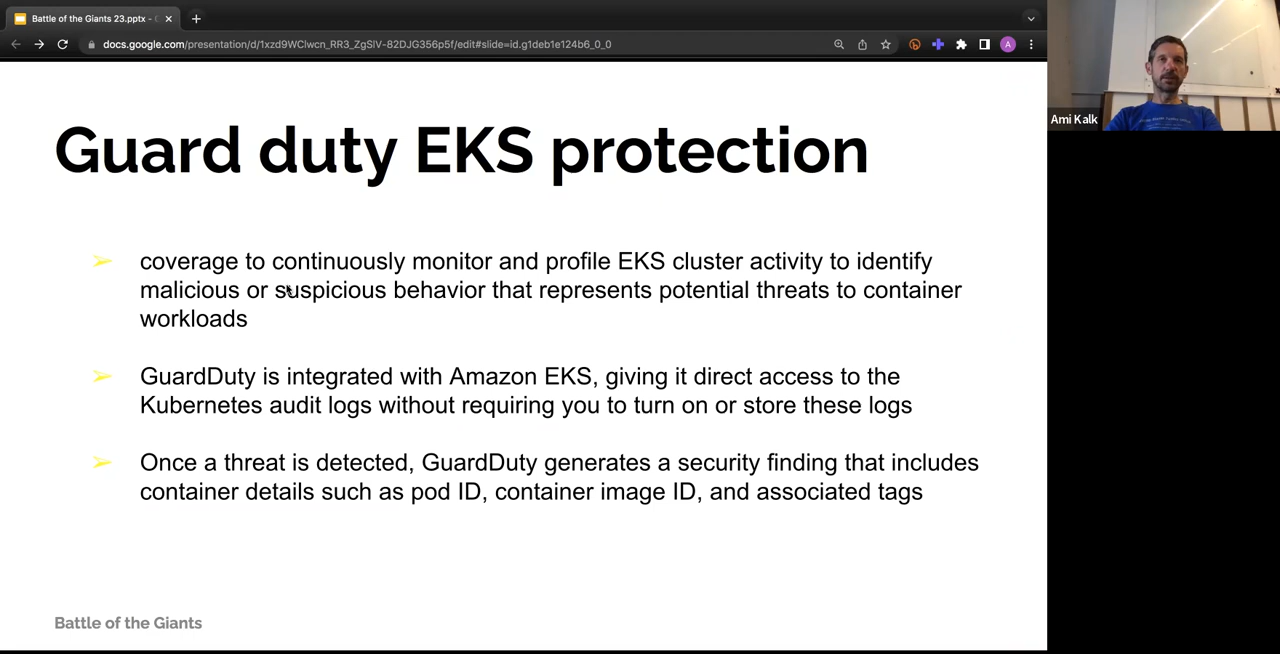 Battle of the Giants 23.pptx -
docs.google.com/presentation/d/1xzd9WClwcn_RR3_ZgSlV-82DJG356p5f/edit#slide=id.g1deb1e124b6_0_0
A
Ami Kalk
Guard duty EKS protection
coverage to continuously monitor and profile EKS cluster activity to identify
malicious or suspicious behavior that represents potential threats to container
workloads
GuardDuty is integrated with Amazon EKS, giving it direct access to the
Kubernetes audit logs without requiring you to turn on or store these logs
Once a threat is detected, GuardDuty generates a security finding that includes
container details such as pod ID, container image ID, and associated tags
Battle of the Giants